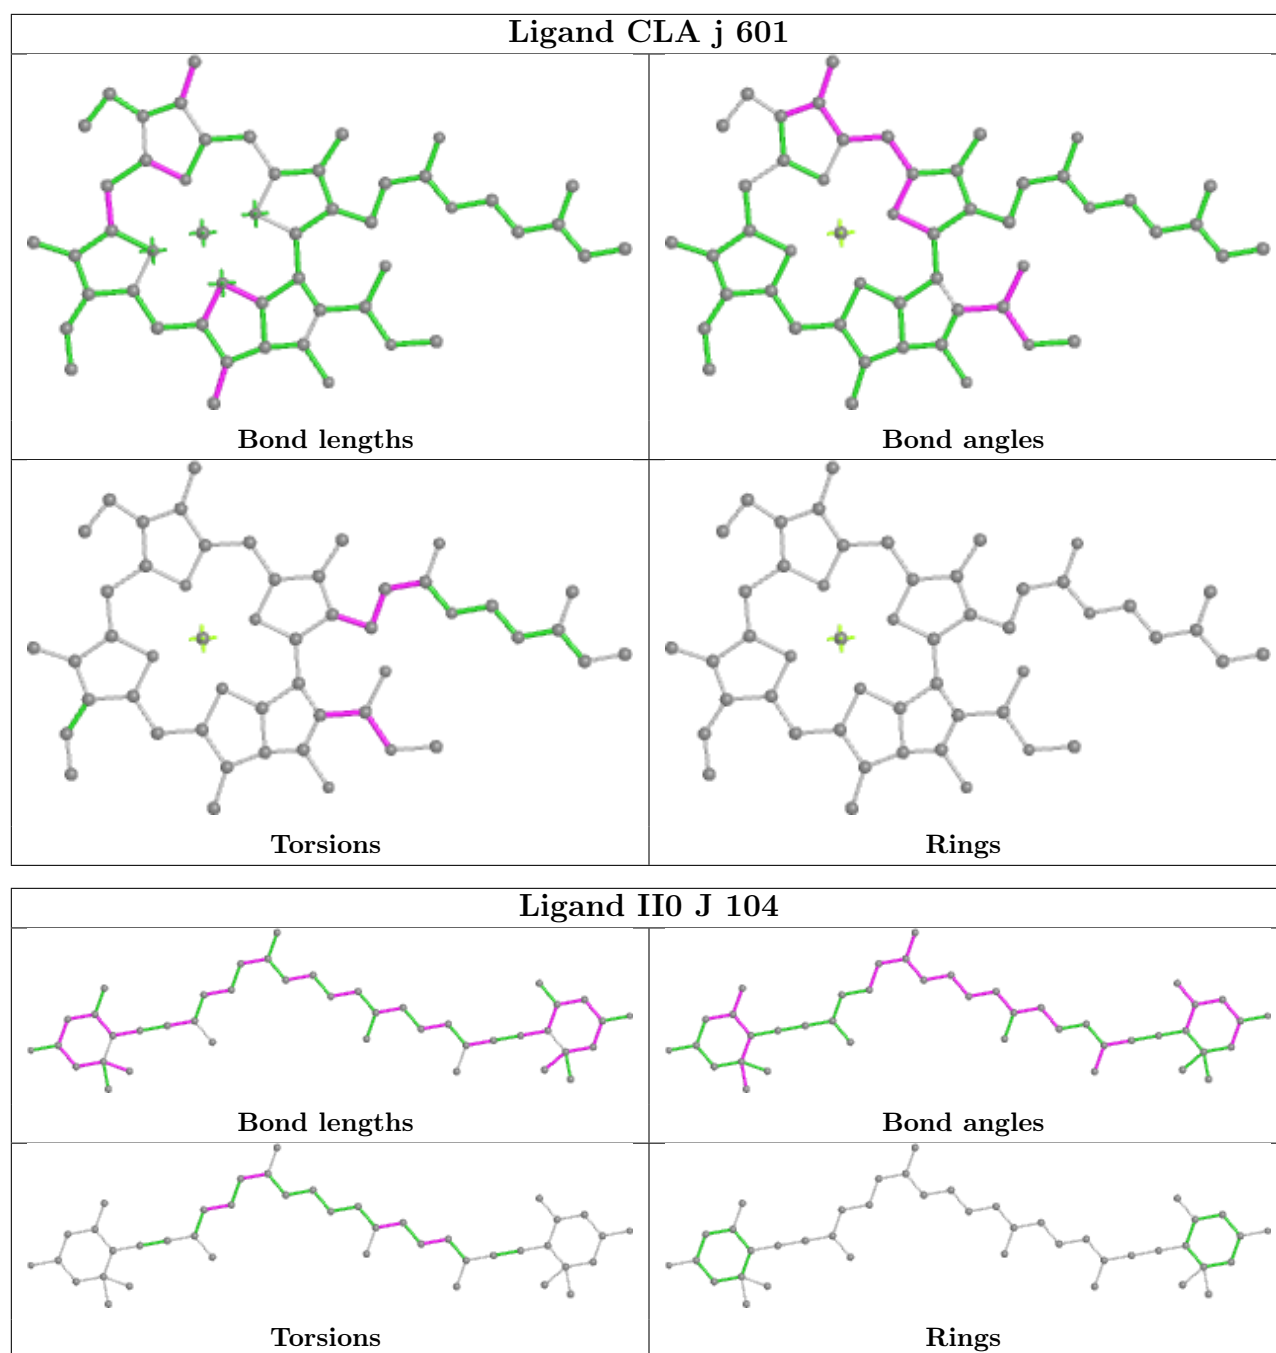 Ligand CLA j 601
Bond lengths
Bond angles
Torsions
Rings
Ligand II0 J 104
Bond lengths
Bond angles
Torsions
Rings